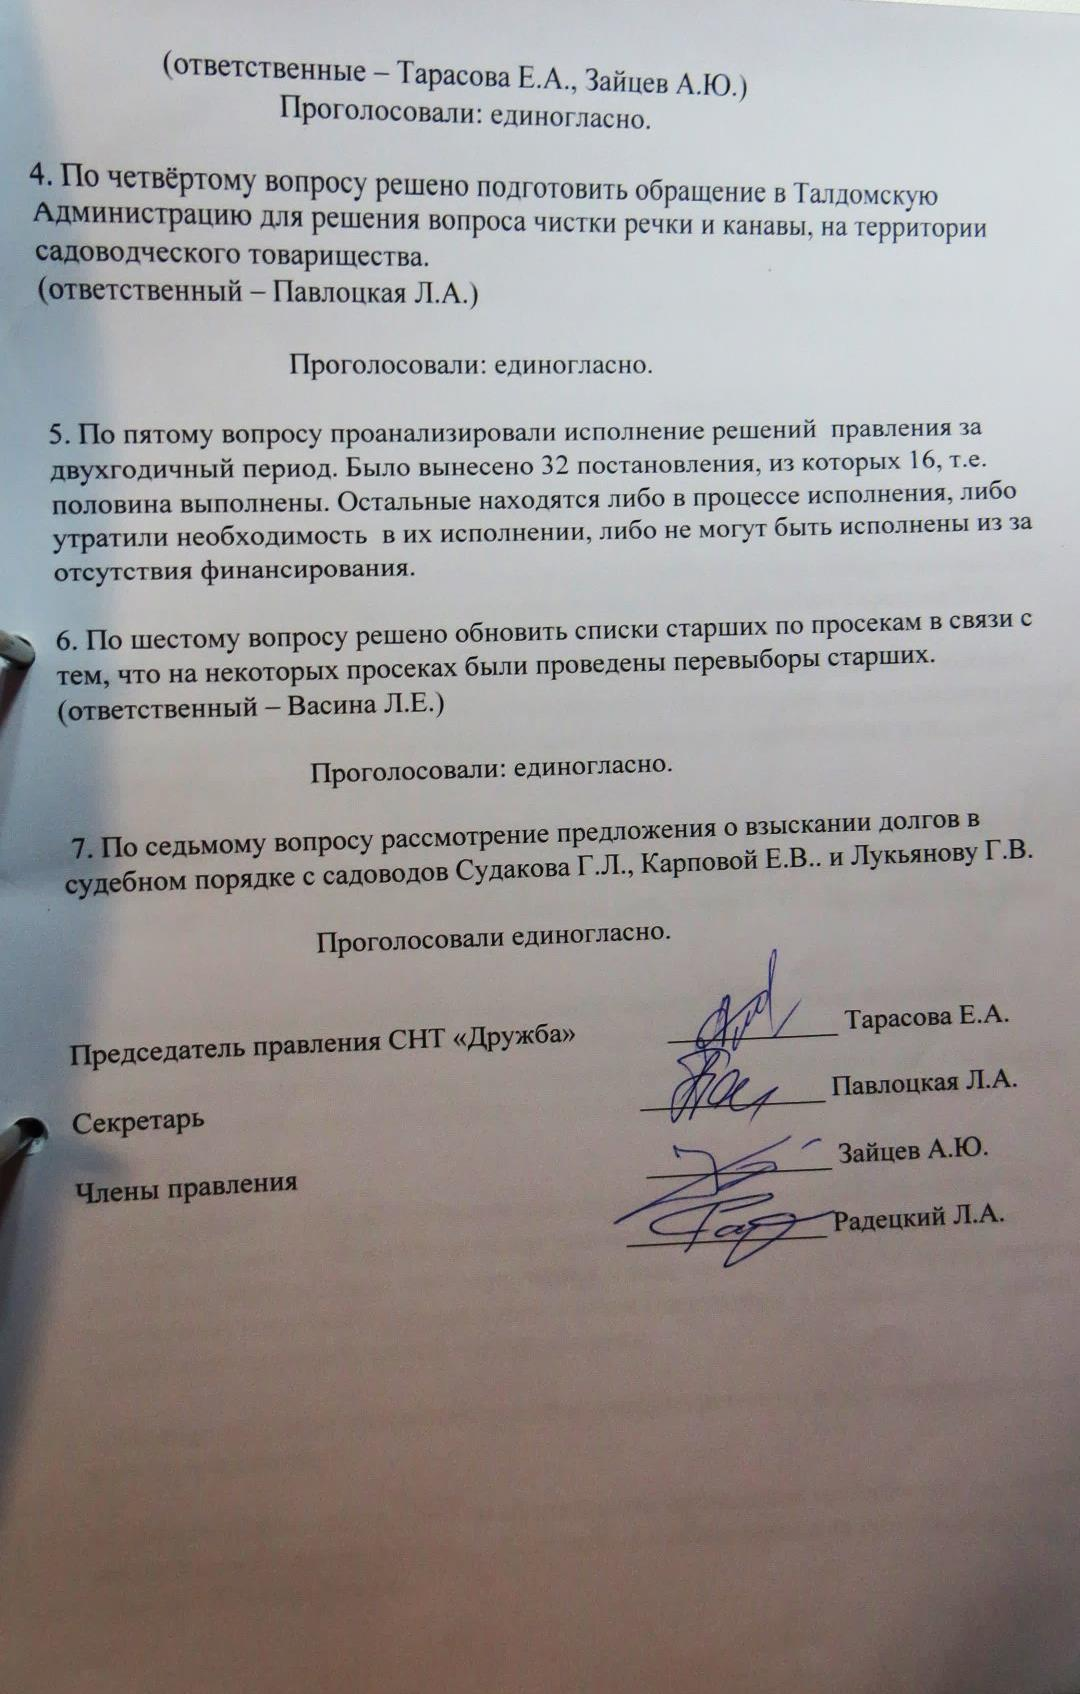 (ответственные – Тарасова Е.А., Зайцев А.Ю.)
Проголосовали: единогласно.
4. По четвёртому вопросу решено подготовить обращение в Талдомскую
Администрацию для решения вопроса чистки речки и канавы, на территории
садоводческого товарищества.
(ответственный – Павлоцкая Л.А.)
Проголосовали: единогласно.
5. По пятому вопросу проанализировали исполнение решений правления за
двухгодичный период. Было вынесено 32 постановления, из которых 16, т.е.
половина выполнены. Остальные находятся либо в процессе исполнения, либо
утратили необходимость в их исполнении, либо не могут быть исполнены из за
отсутствия финансирования.
6. По шестому вопросу решено обновить списки старших по просекам в связи с
тем, что на некоторых просеках были проведены перевыборы старших.
(ответственный – Васина Л.Е.)
Проголосовали: единогласно.
7. По седьмому вопросу рассмотрение предложения о взыскании долгов в
судебном порядке с садоводов Судакова Г.Л., Карповой Е.В.. и Лукьянову Г.В.
Проголосовали единогласно.
Председатель правления СНТ «Дружба» Тарасова Е.А.
Секретарь Павлоцкая Л.А.
Члены правления Зайцев А.Ю.
Радецкий Л.А.